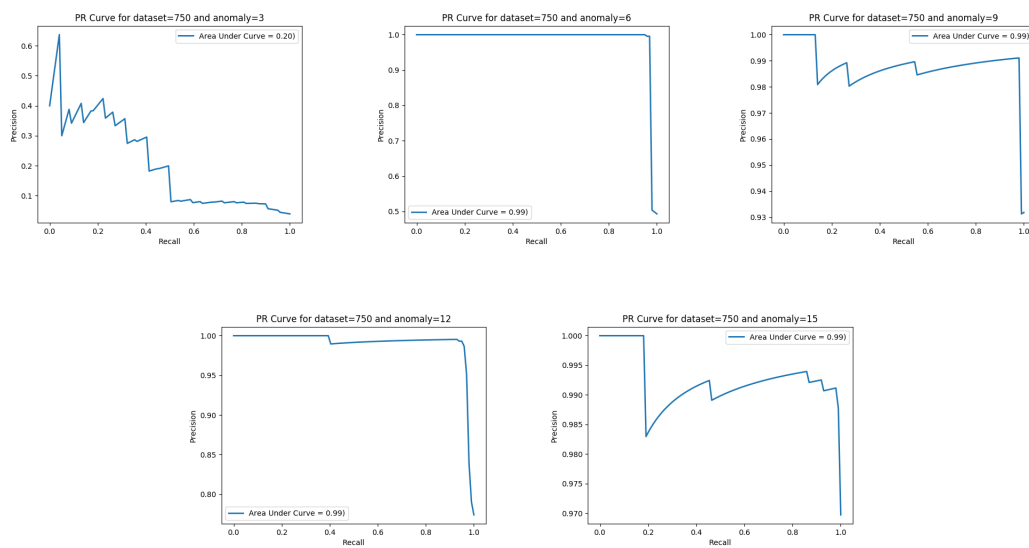 PR Curve for dataset=750 and anomaly=3
Area Under Curve = 0.20)
Precision
0.6
0.5
0.4
0.3
0.2
0.1
0.0 0.2 0.4 0.6 0.8 1.0
Recall
PR Curve for dataset=750 and anomaly=6
Area Under Curve = 0.99)
Precision
1.0
0.9
0.8
0.7
0.6
0.5
0.0 0.2 0.4 0.6 0.8 1.0
Recall
PR Curve for dataset=750 and anomaly=9
Area Under Curve = 0.99)
Precision
1.00
0.99
0.98
0.97
0.96
0.95
0.94
0.93
0.0 0.2 0.4 0.6 0.8 1.0
Recall
PR Curve for dataset=750 and anomaly=12
Area Under Curve = 0.99)
Precision
1.00
0.95
0.90
0.85
0.80
0.0 0.2 0.4 0.6 0.8 1.0
Recall
PR Curve for dataset=750 and anomaly=15
Area Under Curve = 0.99)
Precision
1.000
0.995
0.990
0.985
0.980
0.975
0.970
0.0 0.2 0.4 0.6 0.8 1.0
Recall